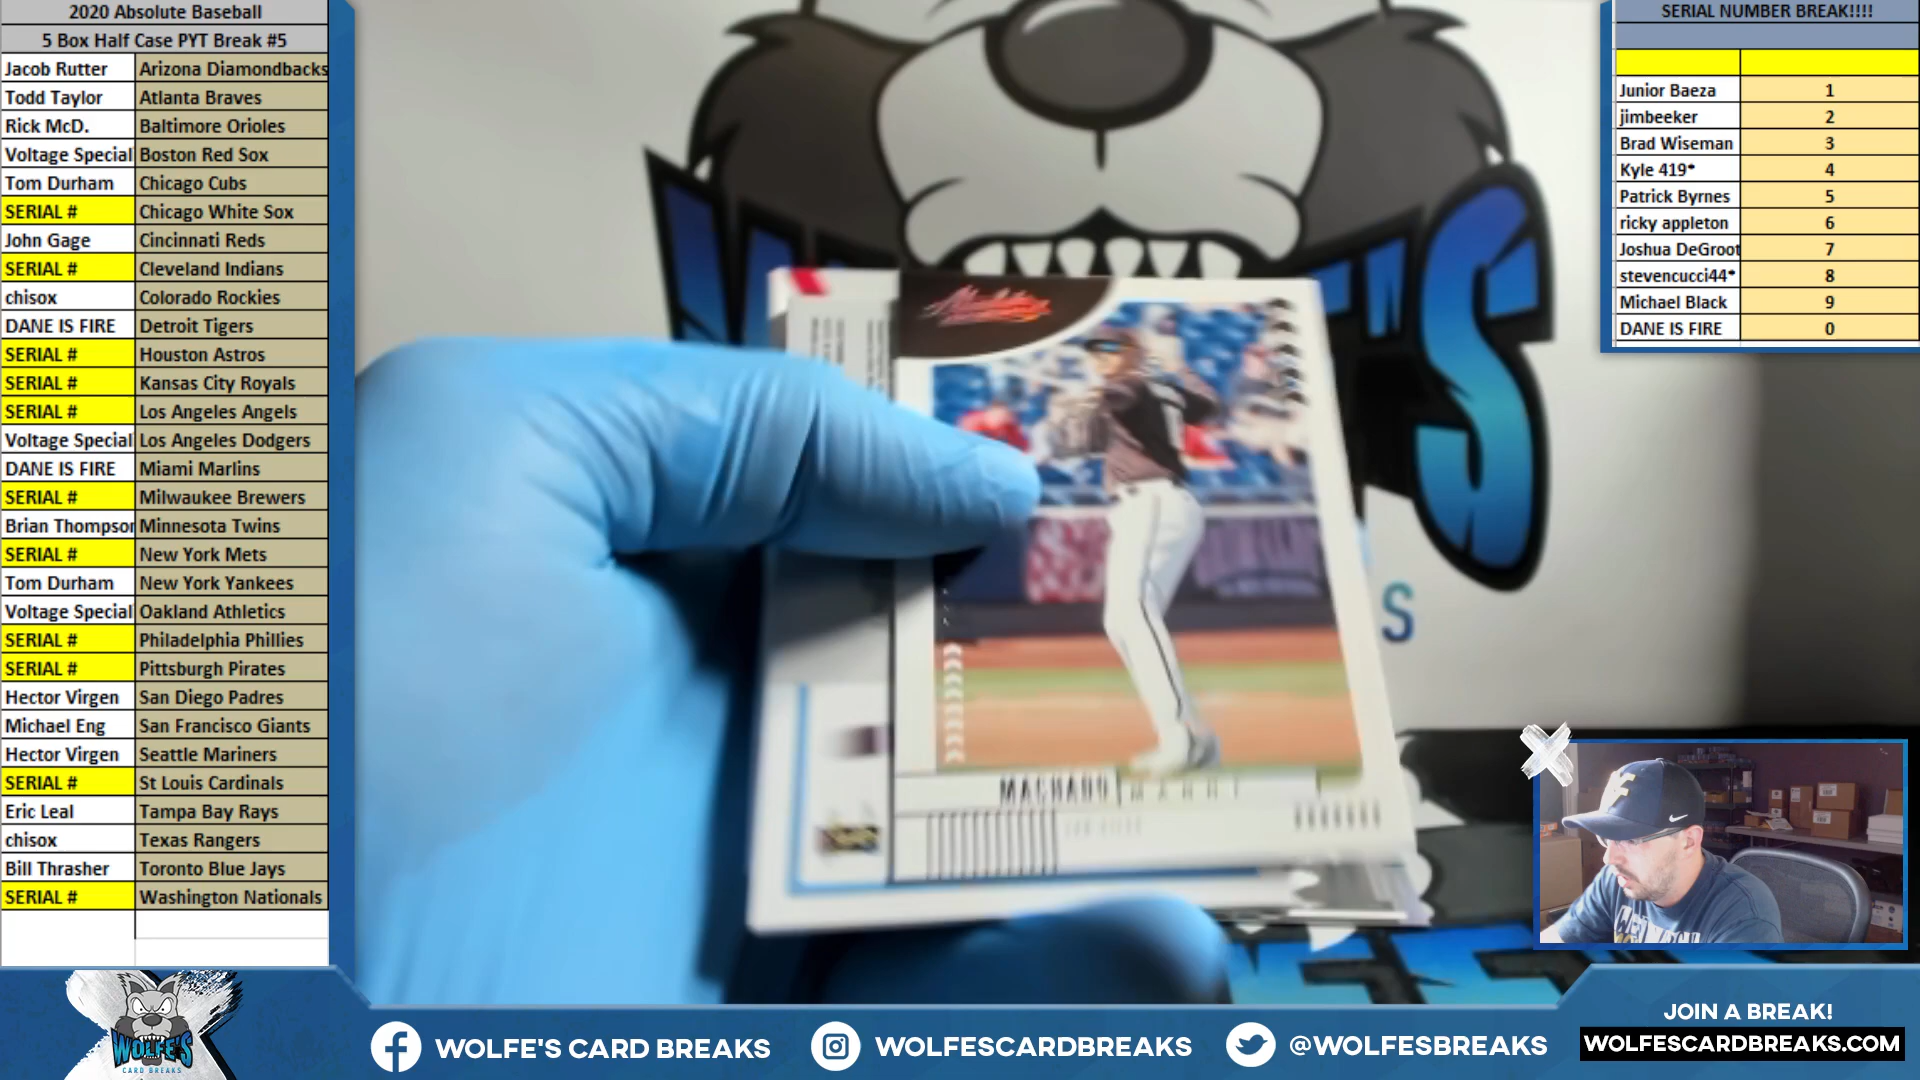 2020 Absolute Baseball
5 Box Half Case PYT Break #5
Jacob Rutter Arizona Diamondbacks
Todd Taylor Atlanta Braves
Rick McD. Baltimore Orioles
Voltage Special Boston Red Sox
Tom Durham Chicago Cubs
SERIAL # Chicago White Sox
John Gage Cincinnati Reds
SERIAL # Cleveland Indians
chisox Colorado Rockies
DANE IS FIRE Detroit Tigers
SERIAL # Houston Astros
SERIAL # Kansas City Royals
SERIAL # Los Angeles Angels
Voltage Special Los Angeles Dodgers
DANE IS FIRE Miami Marlins
SERIAL # Milwaukee Brewers
Brian Thompson Minnesota Twins
SERIAL # New York Mets
Tom Durham New York Yankees
Voltage Special Oakland Athletics
SERIAL # Philadelphia Phillies
SERIAL # Pittsburgh Pirates
Hector Virgen San Diego Padres
Michael Eng San Francisco Giants
Hector Virgen Seattle Mariners
SERIAL # St Louis Cardinals
Eric Leal Tampa Bay Rays
chisox Texas Rangers
Bill Thrasher Toronto Blue Jays
SERIAL # Washington Nationals
SERIAL NUMBER BREAK!!!!
Junior Baeza 1
jimbeeker 2
Brad Wiseman 3
Kyle 419* 4
Patrick Byrnes 5
ricky appleton 6
Joshua DeGroot 7
stevencucci44* 8
Michael Black 9
DANE IS FIRE 0
Absolute
MACHADO MANNY
WOLFE'S
CARD BREAKS
WOLFE'S CARD BREAKS
WOLFESCARDBREAKS
@WOLFESBREAKS
JOIN A BREAK!
WOLFESCARDBREAKS.COM